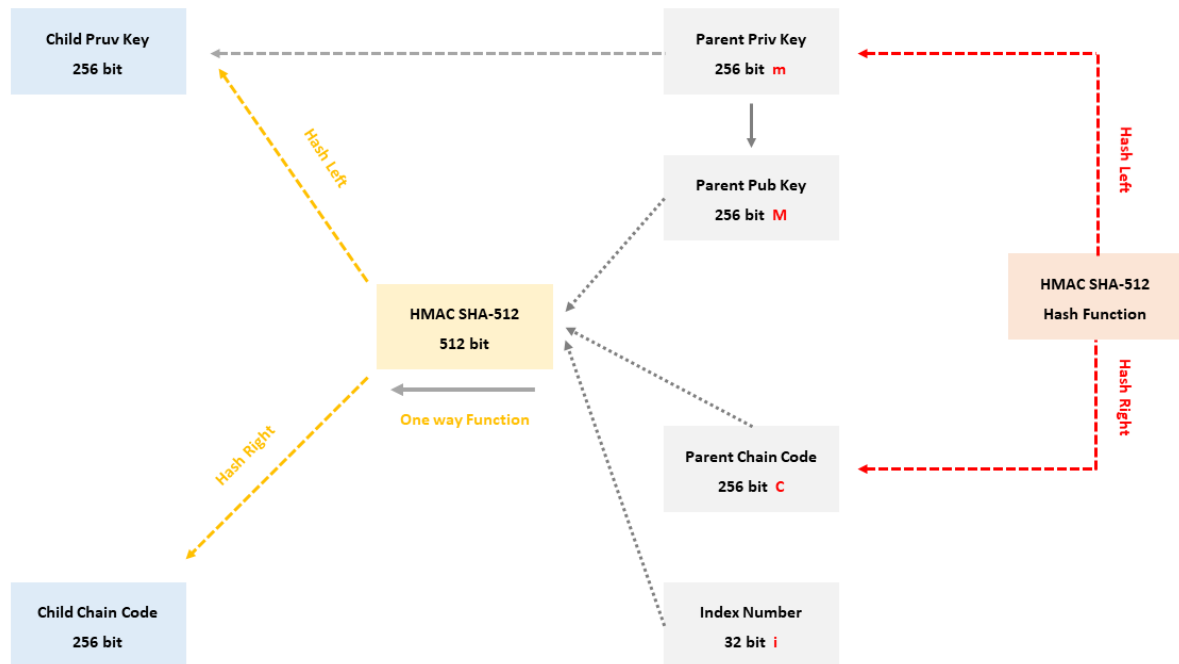 Child Pruv Key
256 bit
Parent Priv Key
256 bit m
Hash Left
Hash Left
Parent Pub Key
256 bit M
HMAC SHA-512
Hash Function
HMAC SHA-512
512 bit
One way Function
Hash Right
Hash Right
Parent Chain Code
256 bit C
Child Chain Code
256 bit
Index Number
32 bit i